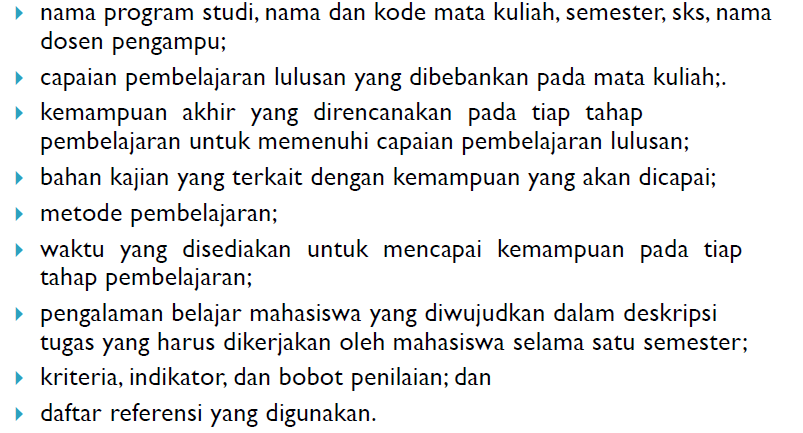 nama program studi, nama dan kode mata kuliah, semester, sks, nama
dosen pengampu;
capaian pembelajaran lulusan yang dibebankan pada mata kuliah;.
kemampuan akhir yang direncanakan pada tiap tahap
pembelajaran untuk memenuhi capaian pembelajaran lulusan;
bahan kajian yang terkait dengan kemampuan yang akan dicapai;
metode pembelajaran;
waktu yang disediakan untuk mencapai kemampuan pada tiap
tahap pembelajaran;
pengalaman belajar mahasiswa yang diwujudkan dalam deskripsi
tugas yang harus dikerjakan oleh mahasiswa selama satu semester;
kriteria, indikator, dan bobot penilaian; dan
daftar referensi yang digunakan.